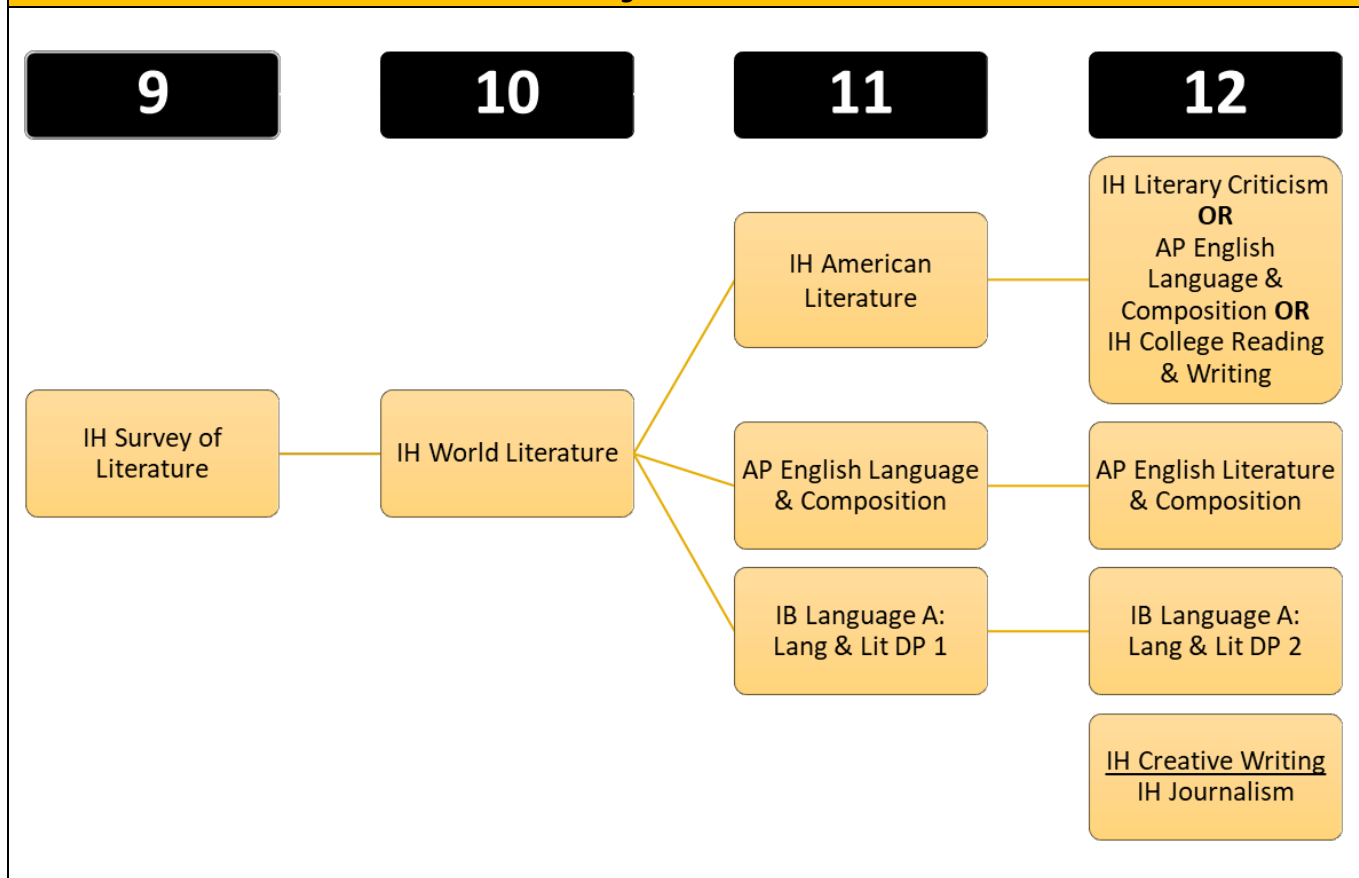 9
10
11
12
IH Survey of
Literature
IH World Literature
IH American
Literature
AP English Language
& Composition
IB Language A:
Lang & Lit DP 1
IH Literary Criticism
OR
AP English
Language &
Composition OR
IH College Reading
& Writing
AP English Literature
& Composition
IB Language A:
Lang & Lit DP 2
IH Creative Writing
IH Journalism